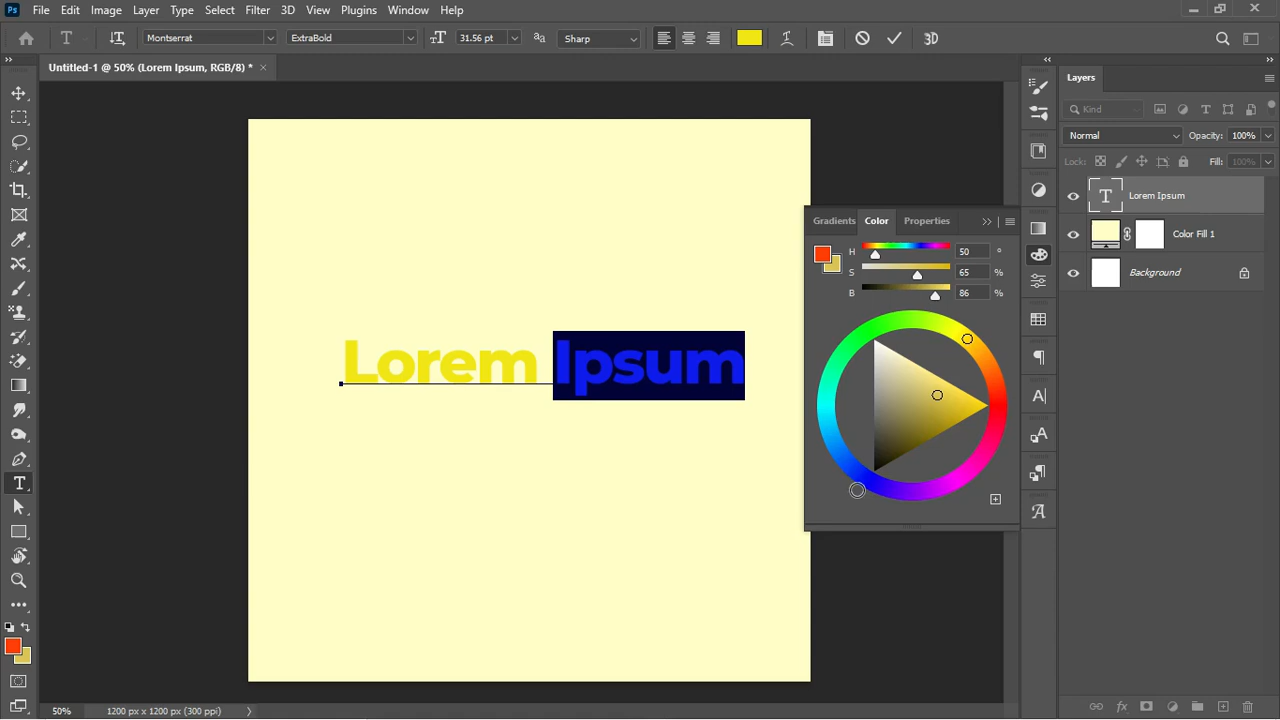 Ps File Edit Image Layer Type Select Filter 3D View Plugins Window Help
T Montserrat ExtraBold 31.56 pt Sharp 3D
Untitled-1 @ 50% (Lorem Ipsum, RGB/8) * ×
Layers
Kind
Normal Opacity: 100%
Lock: Fill: 100%
Lorem Ipsum
Color Fill 1
Background
Gradients Color Properties
H 50 °
S 65 %
B 86 %
Lorem Ipsum
50% 1200 px x 1200 px (300 ppi)